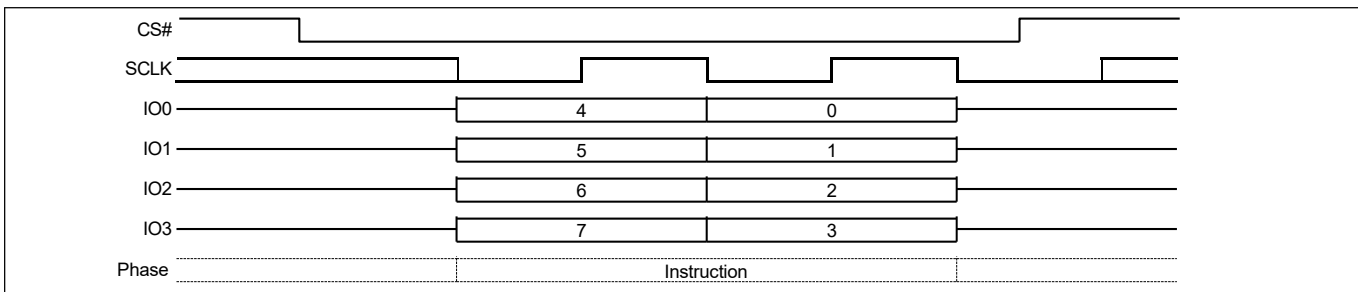 CS#
SCLK
IO0 4 0
IO1 5 1
IO2 6 2
IO3 7 3
Phase Instruction